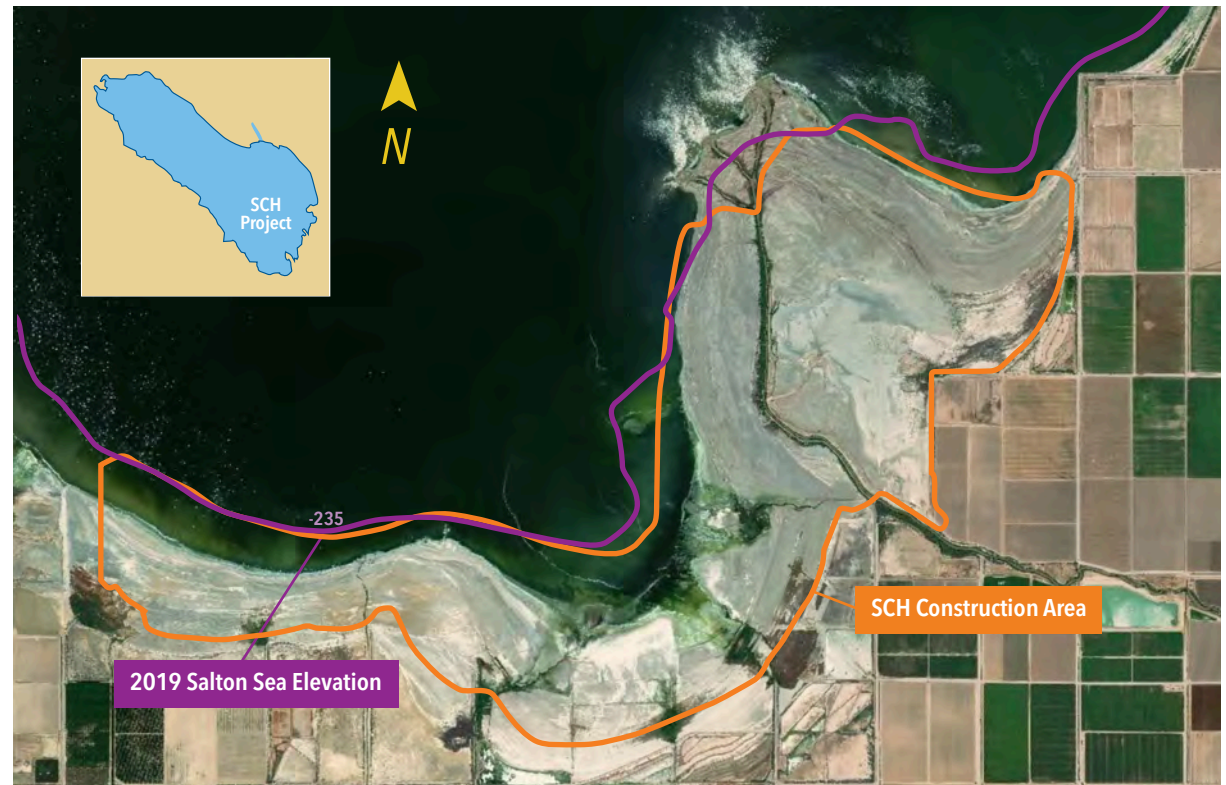 SCH
Project
N
-235
SCH Construction Area
2019 Salton Sea Elevation